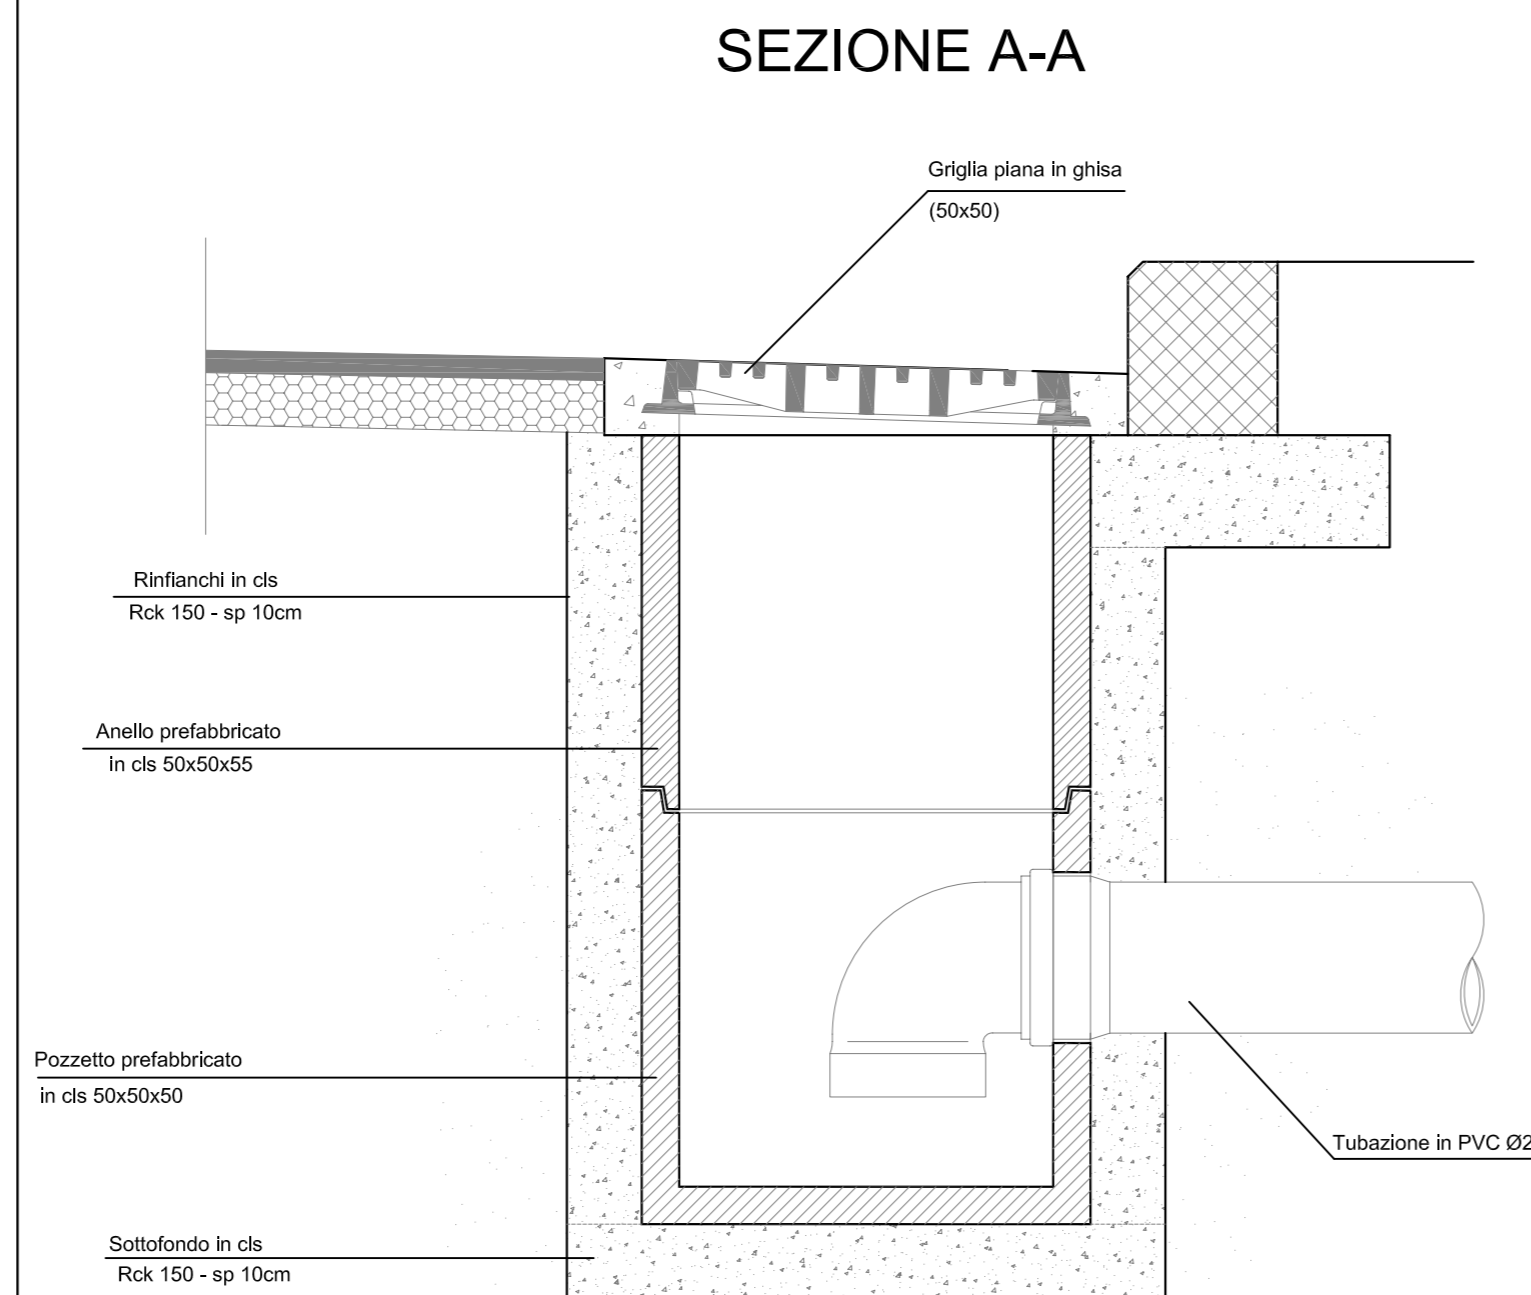 SEZIONE A-A
Griglia piana in ghisa
(50x50)
Rinfianchi in cls
Rck 150 - sp 10cm
Anello prefabbricato
in cls 50x50x55
Pozzetto prefabbricato
in cls 50x50x50
Tubazione in PVC Ø2
Sottofondo in cls
Rck 150 - sp 10cm